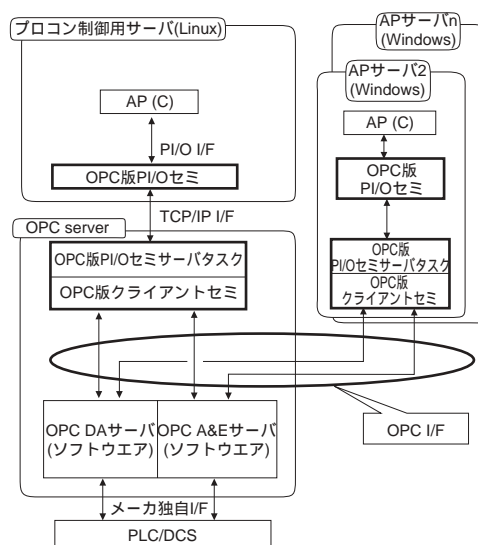 プロコン制御用サーバ(Linux)
AP (C)
PI/O I/F
OPC版PI/Oセミ
TCP/IP I/F
OPC server
OPC版PI/Oセミサーバタスク
OPC版クライアントセミ
OPC DAサーバ
(ソフトウエア)
OPC A&Eサーバ
(ソフトウエア)
メーカ独自I/F
PLC/DCS
APサーバn
(Windows)
APサーバ2
(Windows)
AP (C)
OPC版
PI/Oセミ
OPC版
PI/Oセミサーバタスク
OPC版
クライアントセミ
OPC I/F